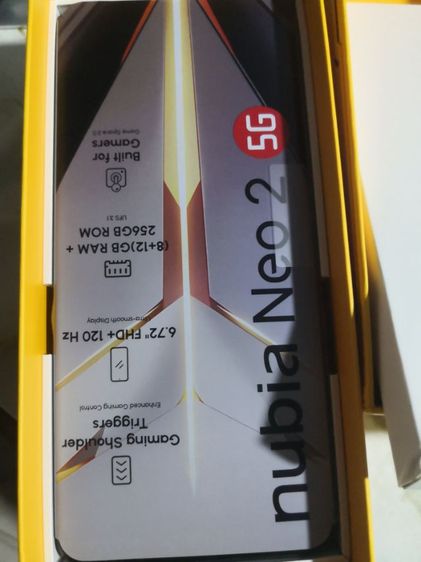 nubia Neo 2 5G
Gaming Shoulder
Triggers
Enhanced Gaming Control
6.72" FHD+ 120 Hz
Ultra-smooth Display
(8+12)GB RAM +
256GB ROM
UFS 3.1
Built for
Gamers
Game Space 2.0